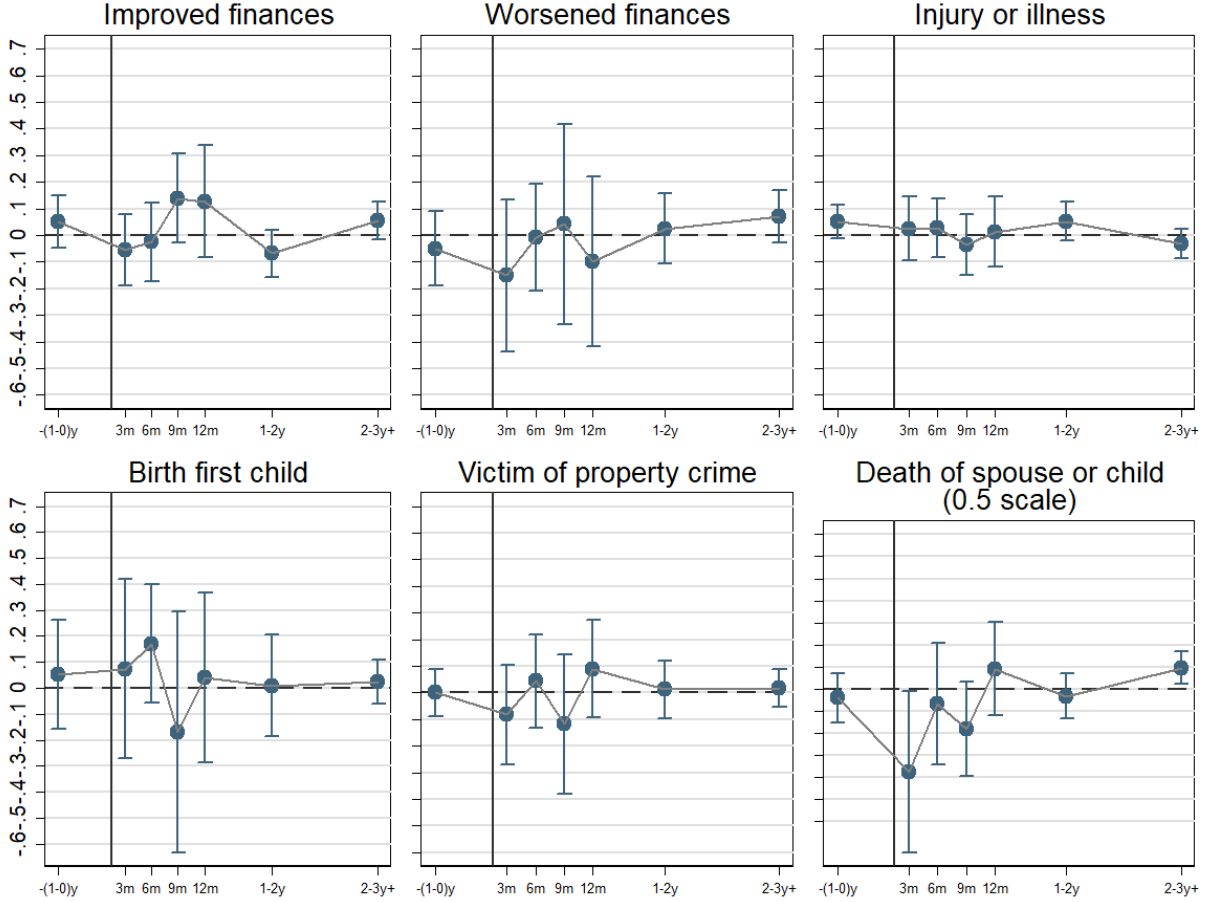 Improved finances
Worsened finances
Injury or illness
.7
.6
.5
.4
.3
.2
.1
0
-.1
-.2
-.3
-.4
-.5
-.6
-(1-0)y 3m 6m 9m 12m 1-2y 2-3y+
-(1-0)y 3m 6m 9m 12m 1-2y 2-3y+
-(1-0)y 3m 6m 9m 12m 1-2y 2-3y+
Birth first child
Victim of property crime
Death of spouse or child
(0.5 scale)
.7
.6
.5
.4
.3
.2
.1
0
-.1
-.2
-.3
-.4
-.5
-.6
-(1-0)y 3m 6m 9m 12m 1-2y 2-3y+
-(1-0)y 3m 6m 9m 12m 1-2y 2-3y+
-(1-0)y 3m 6m 9m 12m 1-2y 2-3y+